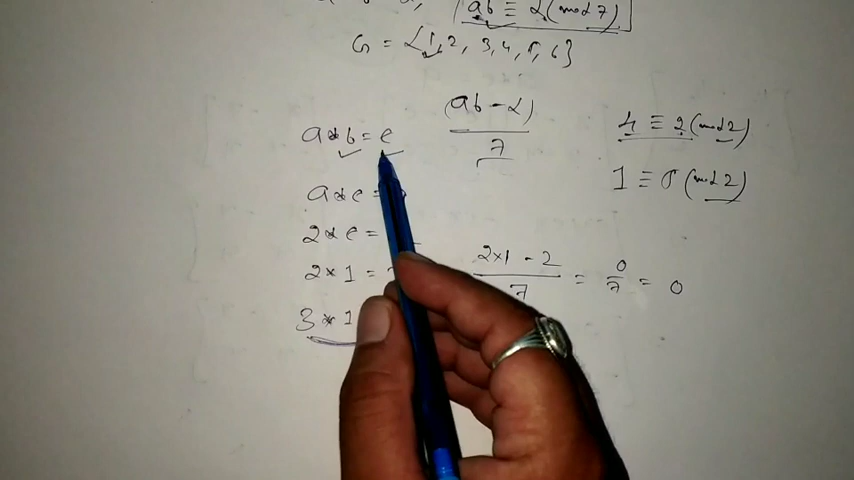 ab ≡ 2 (mod 7)
G = {1, 2, 3, 4, 5, 6}
(ab - 2)
7
a * b = e
4 ≡ 2 (mod 2)
a * e =
1 ≡ 5 (mod 2)
2 * e =
2 * 1 =
2×1 - 2
7
= 0/7 = 0
3 * 1